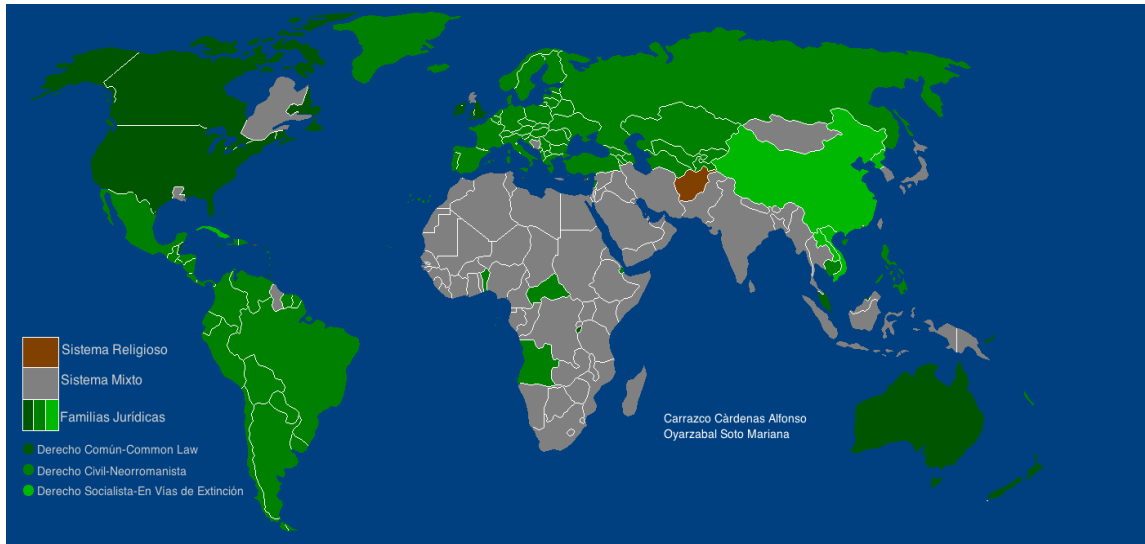 Sistema Religioso
Sistema Mixto
Familias Jurídicas
Derecho Común-Common Law
Derecho Civil-Neorromanista
Derecho Socialista-En Vías de Extinción
Carrazco Càrdenas Alfonso
Oyarzabal Soto Mariana